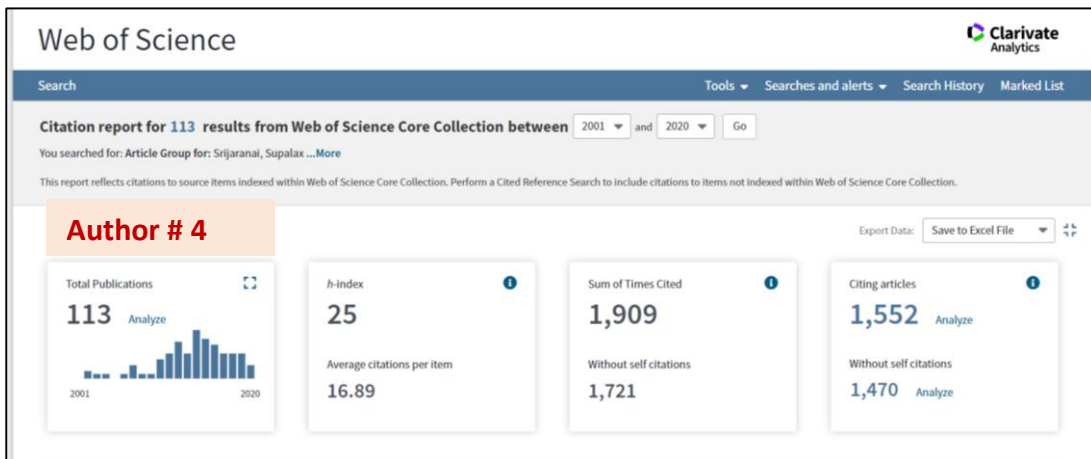 Web of Science
Clarivate
Analytics
Search Tools Searches and alerts Search History Marked List
Citation report for 113 results from Web of Science Core Collection between 2001 and 2020 Go
You searched for: Article Group for: Srijaranai, Supalax ...More
This report reflects citations to source items indexed within Web of Science Core Collection. Perform a Cited Reference Search to include citations to items not indexed within Web of Science Core Collection.
Author # 4
Export Data: Save to Excel File
Total Publications
113 Analyze
2001 2020
h-index
25
Average citations per item
16.89
Sum of Times Cited
1,909
Without self citations
1,721
Citing articles
1,552 Analyze
Without self citations
1,470 Analyze